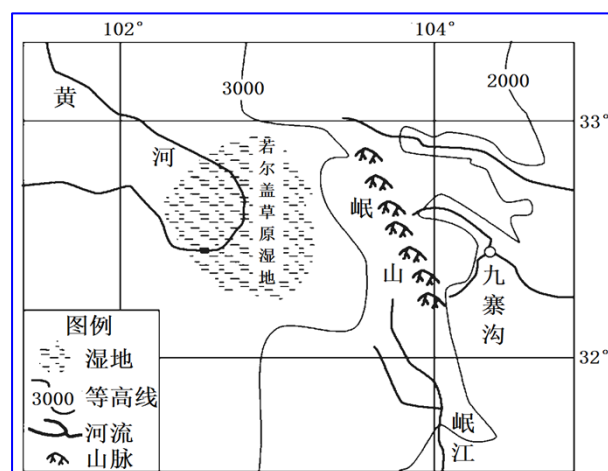 102°
104°
3000
2000
33°
32°
黄
河
若尔盖草原湿地
岷
山
九寨沟
岷江
图例
湿地
3000 等高线
河流
山脉